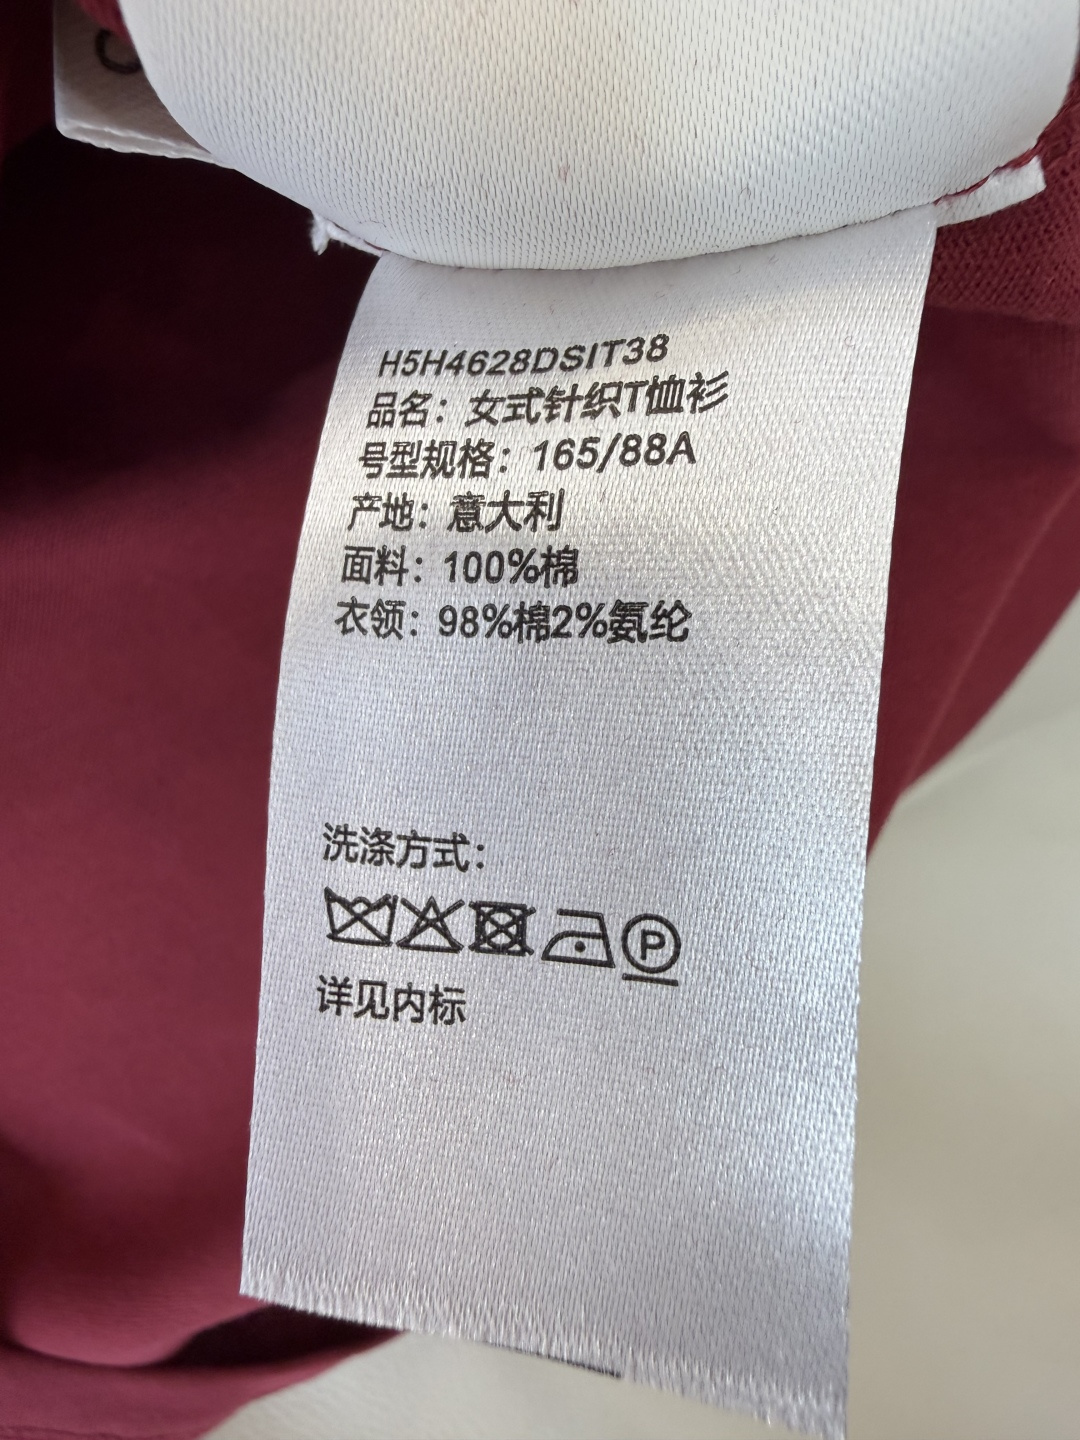 H5H4628DSIT38
品名：女式针织T恤衫
号型规格：165/88A
产地：意大利
面料：100%棉
衣领：98%棉2%氨纶
洗涤方式：
P
详见内标